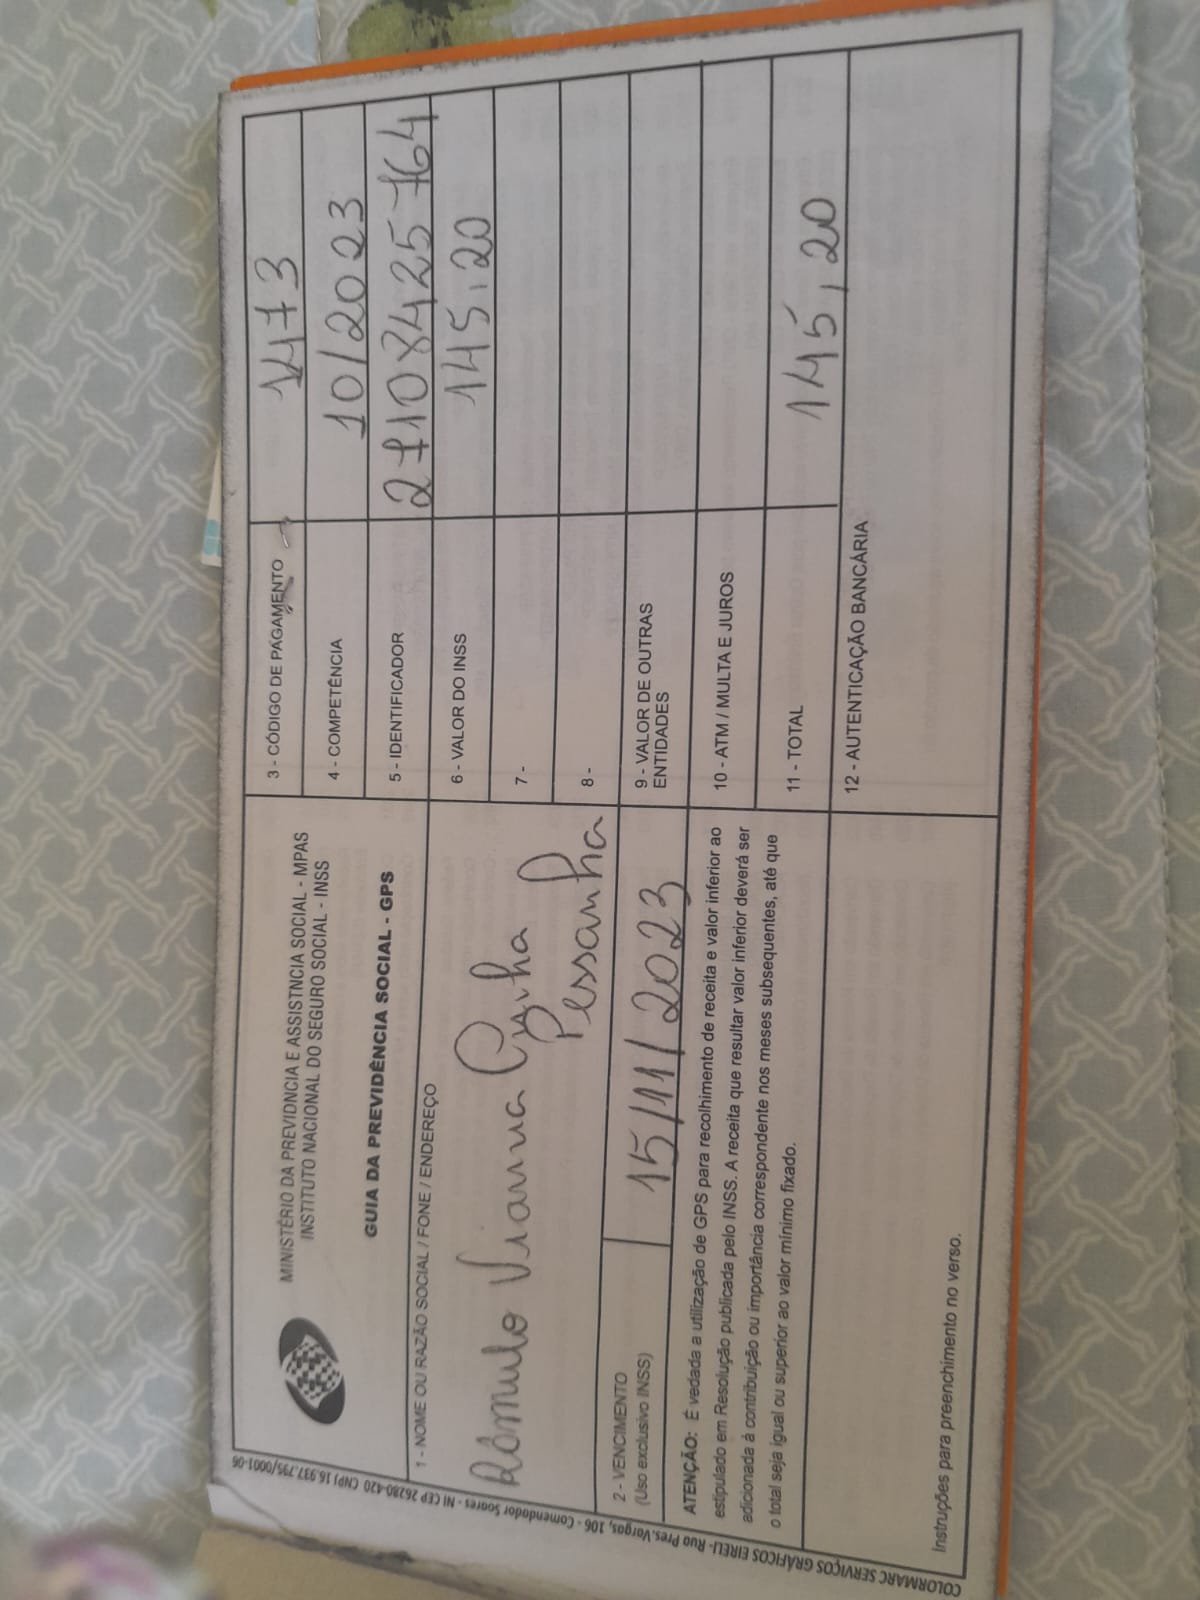 COLORMARC SERVIÇOS GRÁFICOS EIRELI- Rua Pres.Vargas, 106 - Comendador Soares - NI CEP 26280-420 CNPJ 16.937.795/0001-06
MINISTÉRIO DA PREVIDNCIA E ASSISTNCIA SOCIAL - MPAS
INSTITUTO NACIONAL DO SEGURO SOCIAL - INSS
GUIA DA PREVIDÊNCIA SOCIAL - GPS
1 - NOME OU RAZÃO SOCIAL / FONE / ENDEREÇO
Rômulo Vianna Cunha
Pessanha
2 - VENCIMENTO
(Uso exclusivo INSS)
15/11/2023
ATENÇÃO: É vedada a utilização de GPS para recolhimento de receita e valor inferior ao
estipulado em Resolução publicada pelo INSS. A receita que resultar valor inferior deverá ser
adicionada à contribuição ou importância correspondente nos meses subsequentes, até que
o total seja igual ou superior ao valor mínimo fixado.
Instruções para preenchimento no verso.
3 - CÓDIGO DE PAGAMENTO 1473
4 - COMPETÊNCIA 10/2023
5 - IDENTIFICADOR 27108425764
6 - VALOR DO INSS 145,20
7 -
8 -
9 - VALOR DE OUTRAS
ENTIDADES
10 - ATM / MULTA E JUROS
11 - TOTAL 145,20
12 - AUTENTICAÇÃO BANCÁRIA